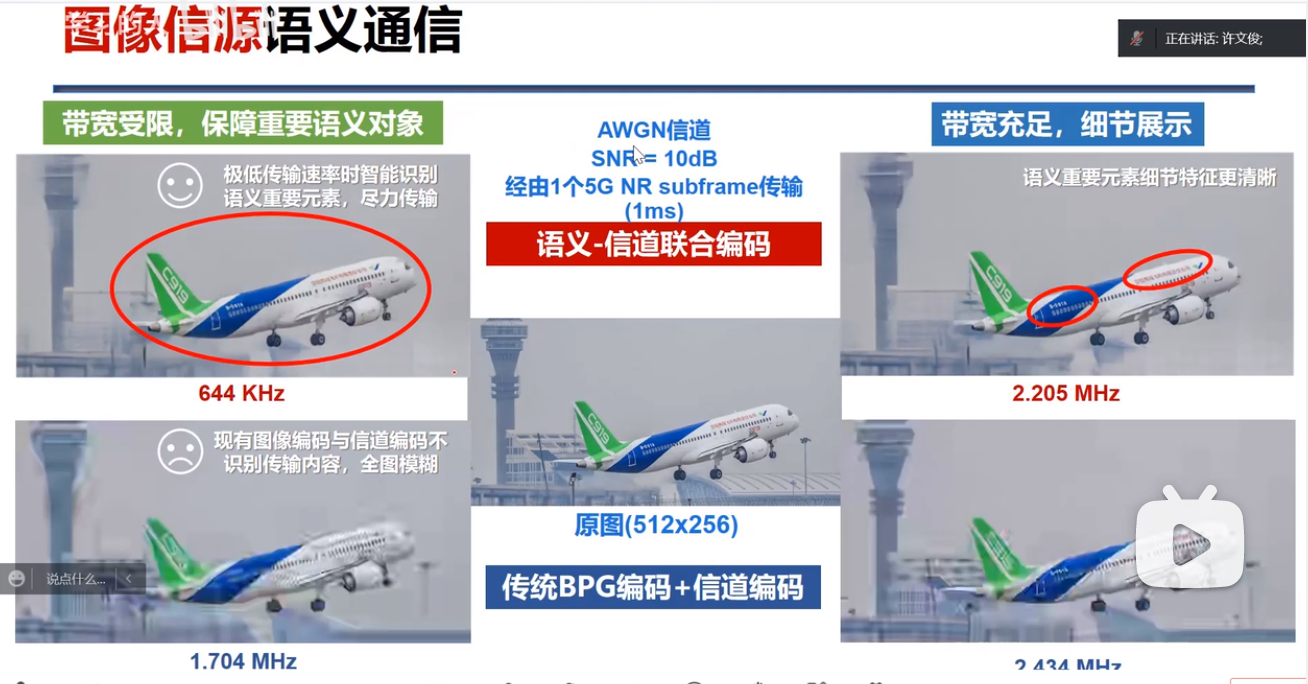 图像信源语义通信
正在讲话: 许文俊;
带宽受限，保障重要语义对象
极低传输速率时智能识别
语义重要元素，尽力传输
C919
644 KHz
现有图像编码与信道编码不
识别传输内容，全图模糊
说点什么...
1.704 MHz
AWGN信道
SNR = 10dB
经由1个5G NR subframe传输
(1ms)
语义-信道联合编码
C919
原图(512x256)
传统BPG编码+信道编码
带宽充足，细节展示
语义重要元素细节特征更清晰
C919
2.205 MHz
2.434 MHz